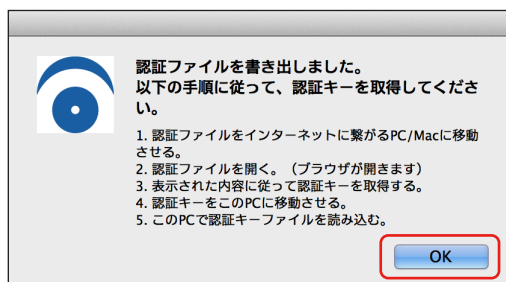 認証ファイルを書き出しました。
以下の手順に従って、認証キーを取得してくださ
い。
1. 認証ファイルをインターネットに繋がるPC/Macに移動
させる。
2. 認証ファイルを開く。（ブラウザが開きます）
3. 表示された内容に従って認証キーを取得する。
4. 認証キーをこのPCに移動させる。
5. このPCで認証キーファイルを読み込む。
OK